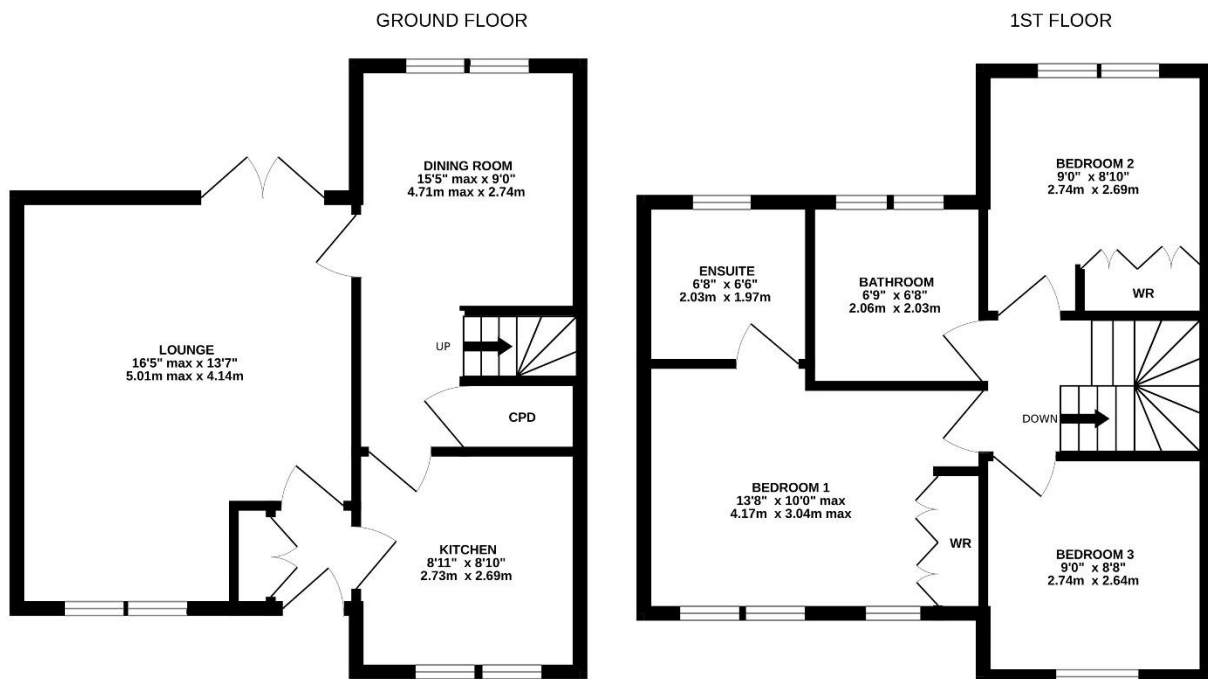 GROUND FLOOR
DINING ROOM
15'5" max x 9'0"
4.71m max x 2.74m
LOUNGE
16'5" max x 13'7"
5.01m max x 4.14m
UP
CPD
KITCHEN
8'11" x 8'10"
2.73m x 2.69m
1ST FLOOR
BEDROOM 2
9'0" x 8'10"
2.74m x 2.69m
ENSUITE
6'8" x 6'6"
2.03m x 1.97m
BATHROOM
6'9" x 6'8"
2.06m x 2.03m
WR
DOWN
BEDROOM 1
13'8" x 10'0" max
4.17m x 3.04m max
WR
BEDROOM 3
9'0" x 8'8"
2.74m x 2.64m